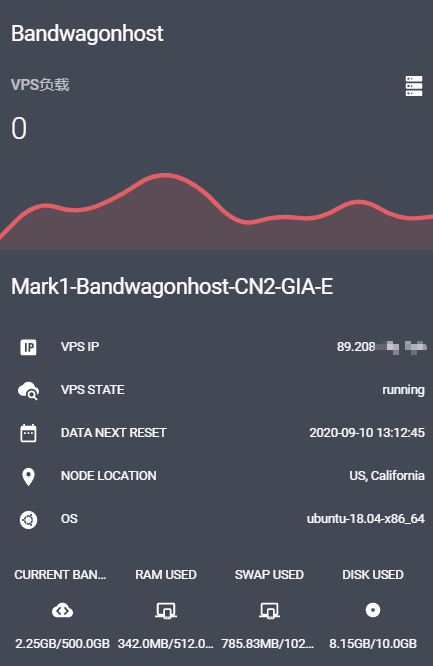 Bandwagonhost
VPS负载
0
Mark1-Bandwagonhost-CN2-GIA-E
IP VPS IP 89.208
VPS STATE running
DATA NEXT RESET 2020-09-10 13:12:45
NODE LOCATION US, California
OS ubuntu-18.04-x86_64
CURRENT BAN... RAM USED SWAP USED DISK USED
2.25GB/500.0GB 342.0MB/512.0... 785.83MB/102... 8.15GB/10.0GB